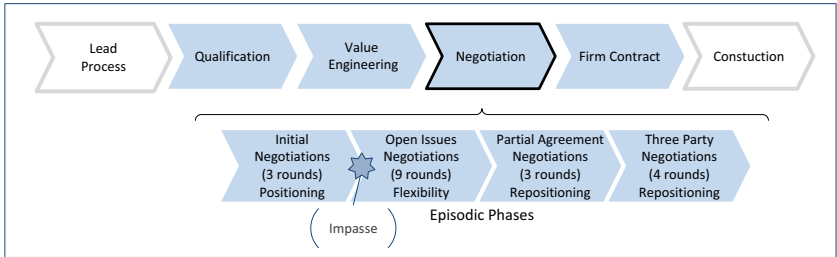 Lead
Process
Qualification
Value
Engineering
Negotiation
Firm Contract
Constuction
Initial
Negotiations
(3 rounds)
Positioning
Open Issues
Negotiations
(9 rounds)
Flexibility
Partial Agreement
Negotiations
(3 rounds)
Repositioning
Three Party
Negotiations
(4 rounds)
Repositioning
Impasse
Episodic Phases